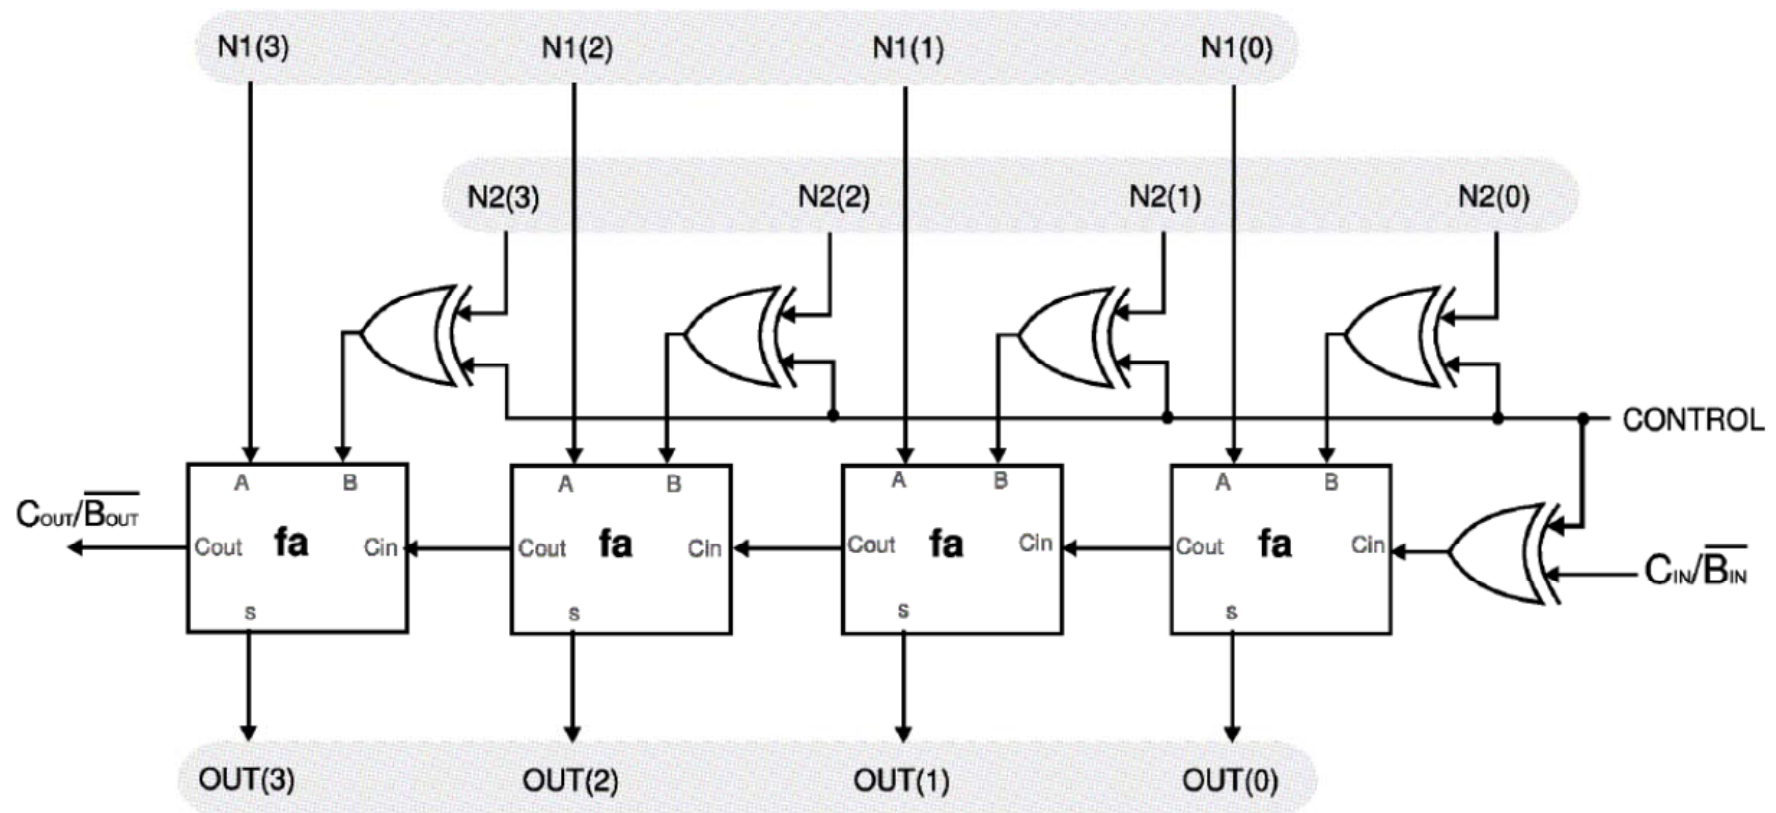 N1(3) N1(2) N1(1) N1(0)
N2(3) N2(2) N2(1) N2(0)
CONTROL
A B A B A B A B
COUT/B̅O̅U̅T̅ Cout fa Cin Cout fa Cin Cout fa Cin Cout fa Cin CIN/B̅I̅N̅
s s s s
OUT(3) OUT(2) OUT(1) OUT(0)